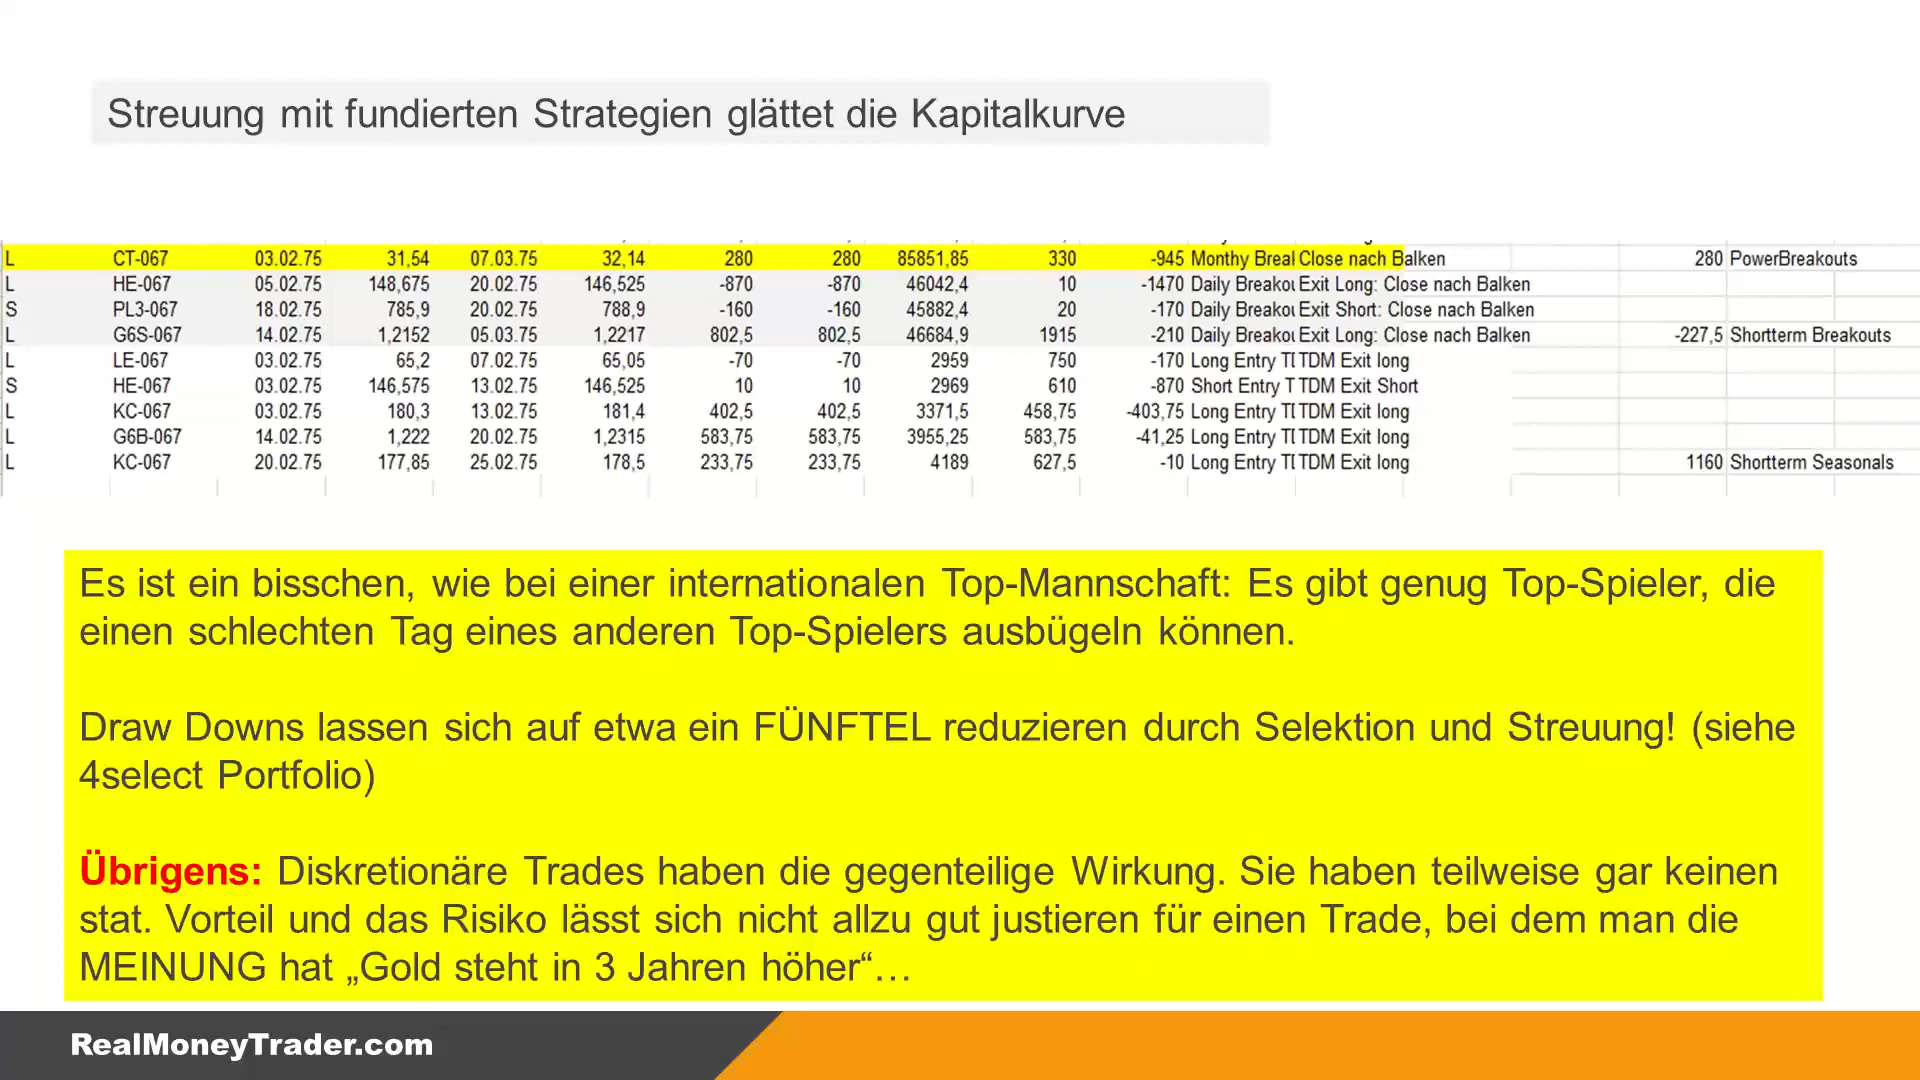 Streuung mit fundierten Strategien glättet die Kapitalkurve
L CT-067 03.02.75 31,54 07.03.75 32,14 280 280 85851,85 330 -945 Monthy Breal Close nach Balken 280 PowerBreakouts
L HE-067 05.02.75 148,675 20.02.75 146,525 -870 -870 46042,4 10 -1470 Daily Breakou Exit Long: Close nach Balken
S PL3-067 18.02.75 785,9 20.02.75 788,9 -160 -160 45882,4 20 -170 Daily Breakou Exit Short: Close nach Balken
L G6S-067 14.02.75 1,2152 05.03.75 1,2217 802,5 802,5 46684,9 1915 -210 Daily Breakou Exit Long: Close nach Balken -227,5 Shortterm Breakouts
L LE-067 03.02.75 65,2 07.02.75 65,05 -70 -70 2959 750 -170 Long Entry TI TDM Exit long
S HE-067 03.02.75 146,575 13.02.75 146,525 10 10 2969 610 -870 Short Entry T TDM Exit Short
L KC-067 03.02.75 180,3 13.02.75 181,4 402,5 402,5 3371,5 458,75 -403,75 Long Entry TI TDM Exit long
L G6B-067 14.02.75 1,222 20.02.75 1,2315 583,75 583,75 3955,25 583,75 -41,25 Long Entry TI TDM Exit long
L KC-067 20.02.75 177,85 25.02.75 178,5 233,75 233,75 4189 627,5 -10 Long Entry TI TDM Exit long 1160 Shortterm Seasonals
Es ist ein bisschen, wie bei einer internationalen Top-Mannschaft: Es gibt genug Top-Spieler, die
einen schlechten Tag eines anderen Top-Spielers ausbügeln können.
Draw Downs lassen sich auf etwa ein FÜNFTEL reduzieren durch Selektion und Streuung! (siehe
4select Portfolio)
Übrigens: Diskretionäre Trades haben die gegenteilige Wirkung. Sie haben teilweise gar keinen
stat. Vorteil und das Risiko lässt sich nicht allzu gut justieren für einen Trade, bei dem man die
MEINUNG hat „Gold steht in 3 Jahren höher“…
RealMoneyTrader.com